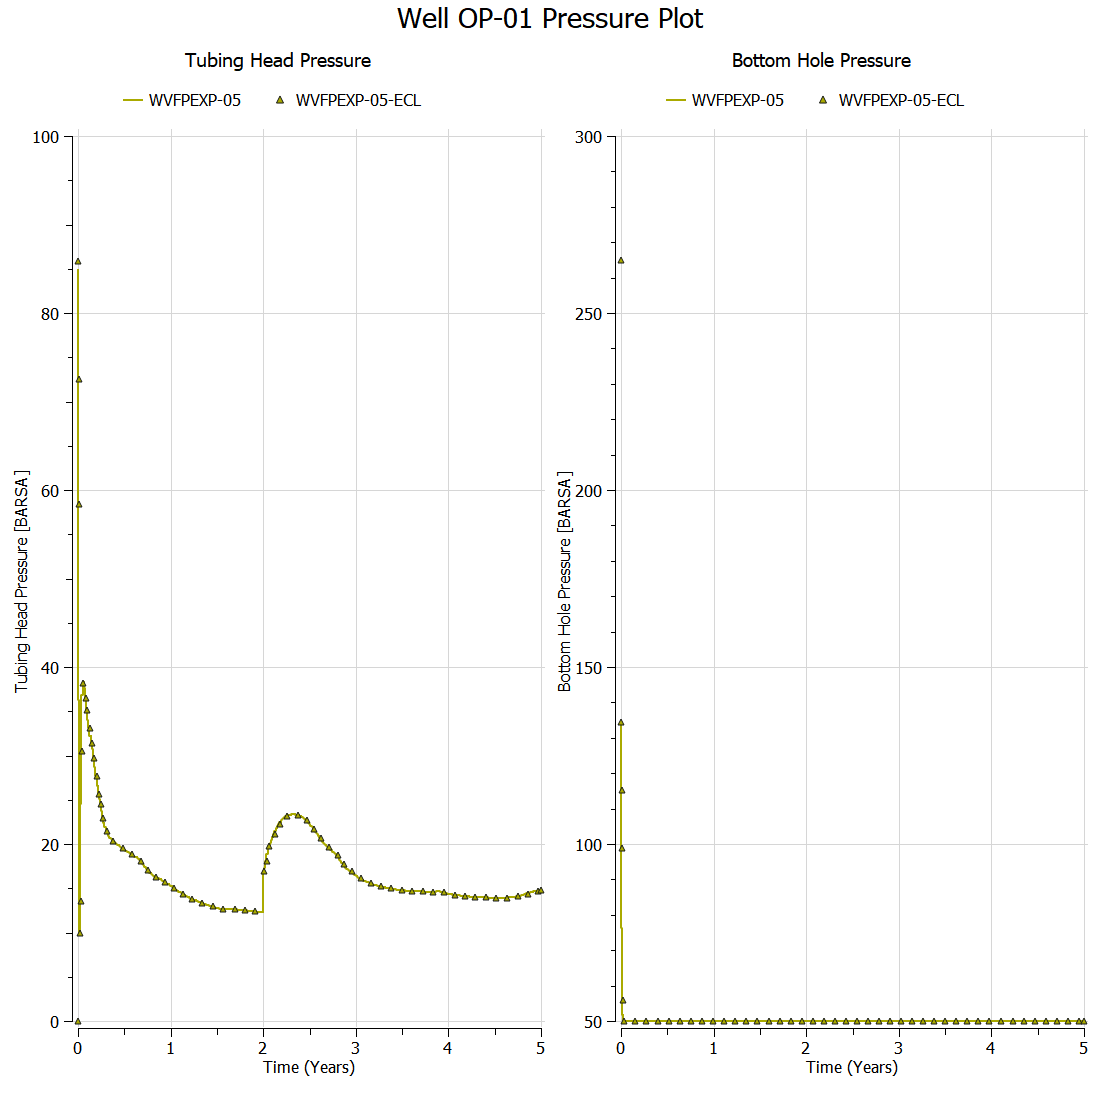 Well OP-01 Pressure Plot
Tubing Head Pressure
WVFPEXP-05
WVFPEXP-05-ECL
100
80
60
40
20
0
Tubing Head Pressure [BARSA]
0 1 2 3 4 5
Time (Years)
Bottom Hole Pressure
WVFPEXP-05
WVFPEXP-05-ECL
300
250
200
150
100
50
Bottom Hole Pressure [BARSA]
0 1 2 3 4 5
Time (Years)